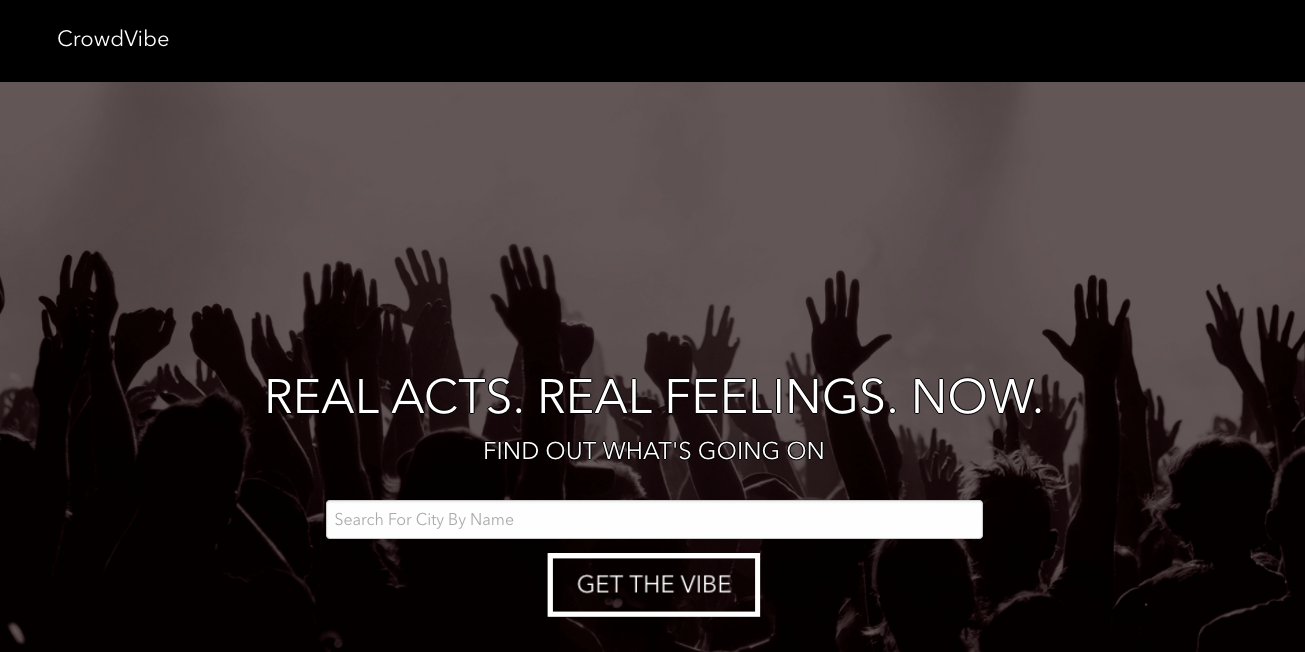 CrowdVibe
REAL ACTS. REAL FEELINGS. NOW.
FIND OUT WHAT'S GOING ON
Search For City By Name
GET THE VIBE